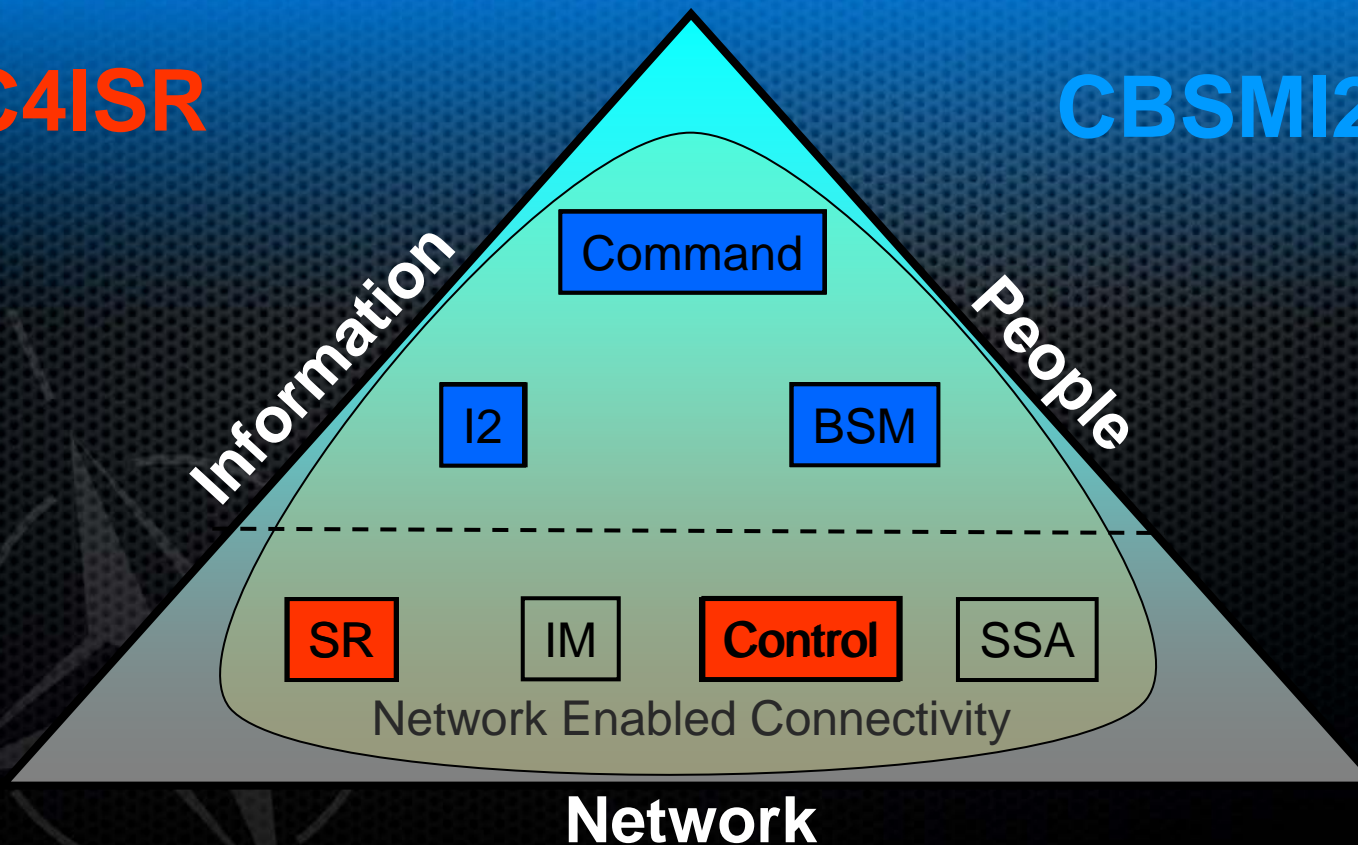 C4ISR
CBSMI2
Command
Information
People
I2
BSM
SR
IM
Control
SSA
Network Enabled Connectivity
Network